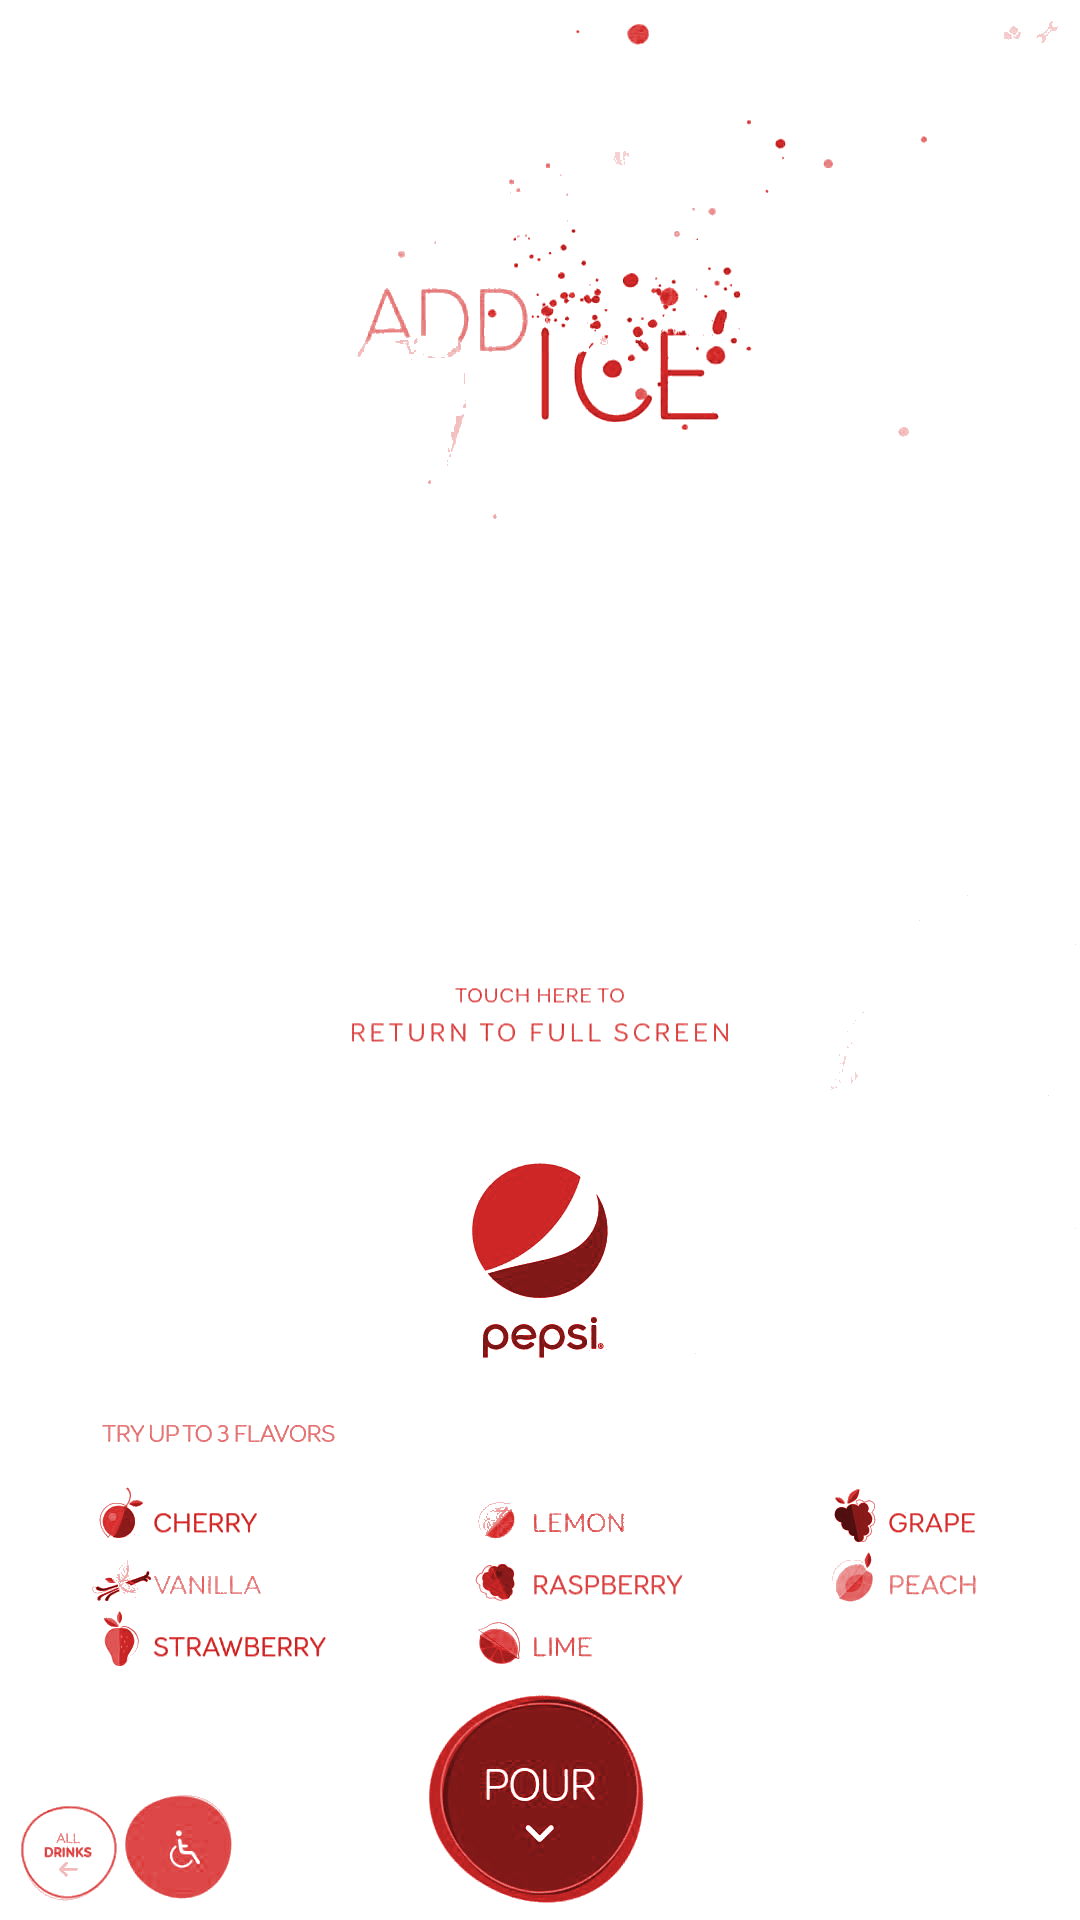 ADD
ICE
TOUCH HERE TO
RETURN TO FULL SCREEN
pepsi®
TRY UP TO 3 FLAVORS
CHERRY
LEMON
GRAPE
VANILLA
RASPBERRY
PEACH
STRAWBERRY
LIME
POUR
ALL
DRINKS